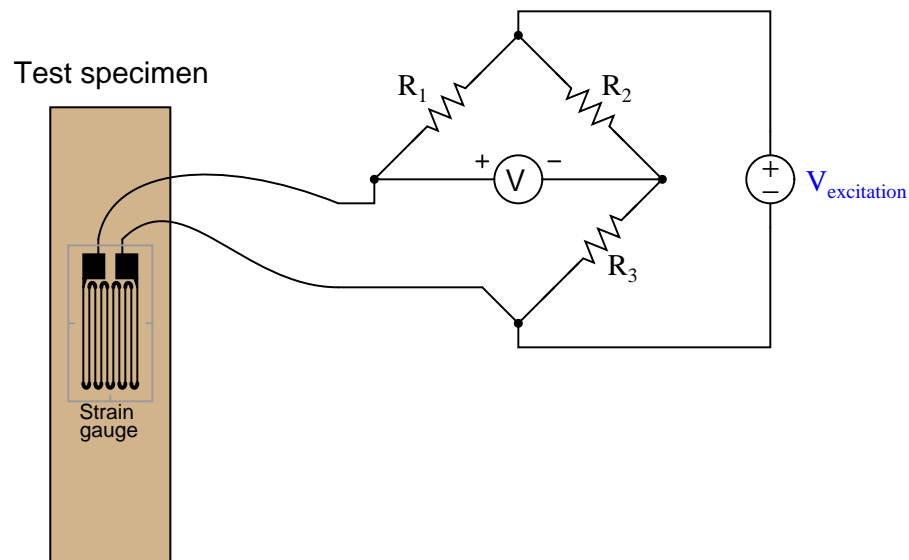 Test specimen
R1
R2
+
V
−
+
−
Vexcitation
R3
Strain
gauge